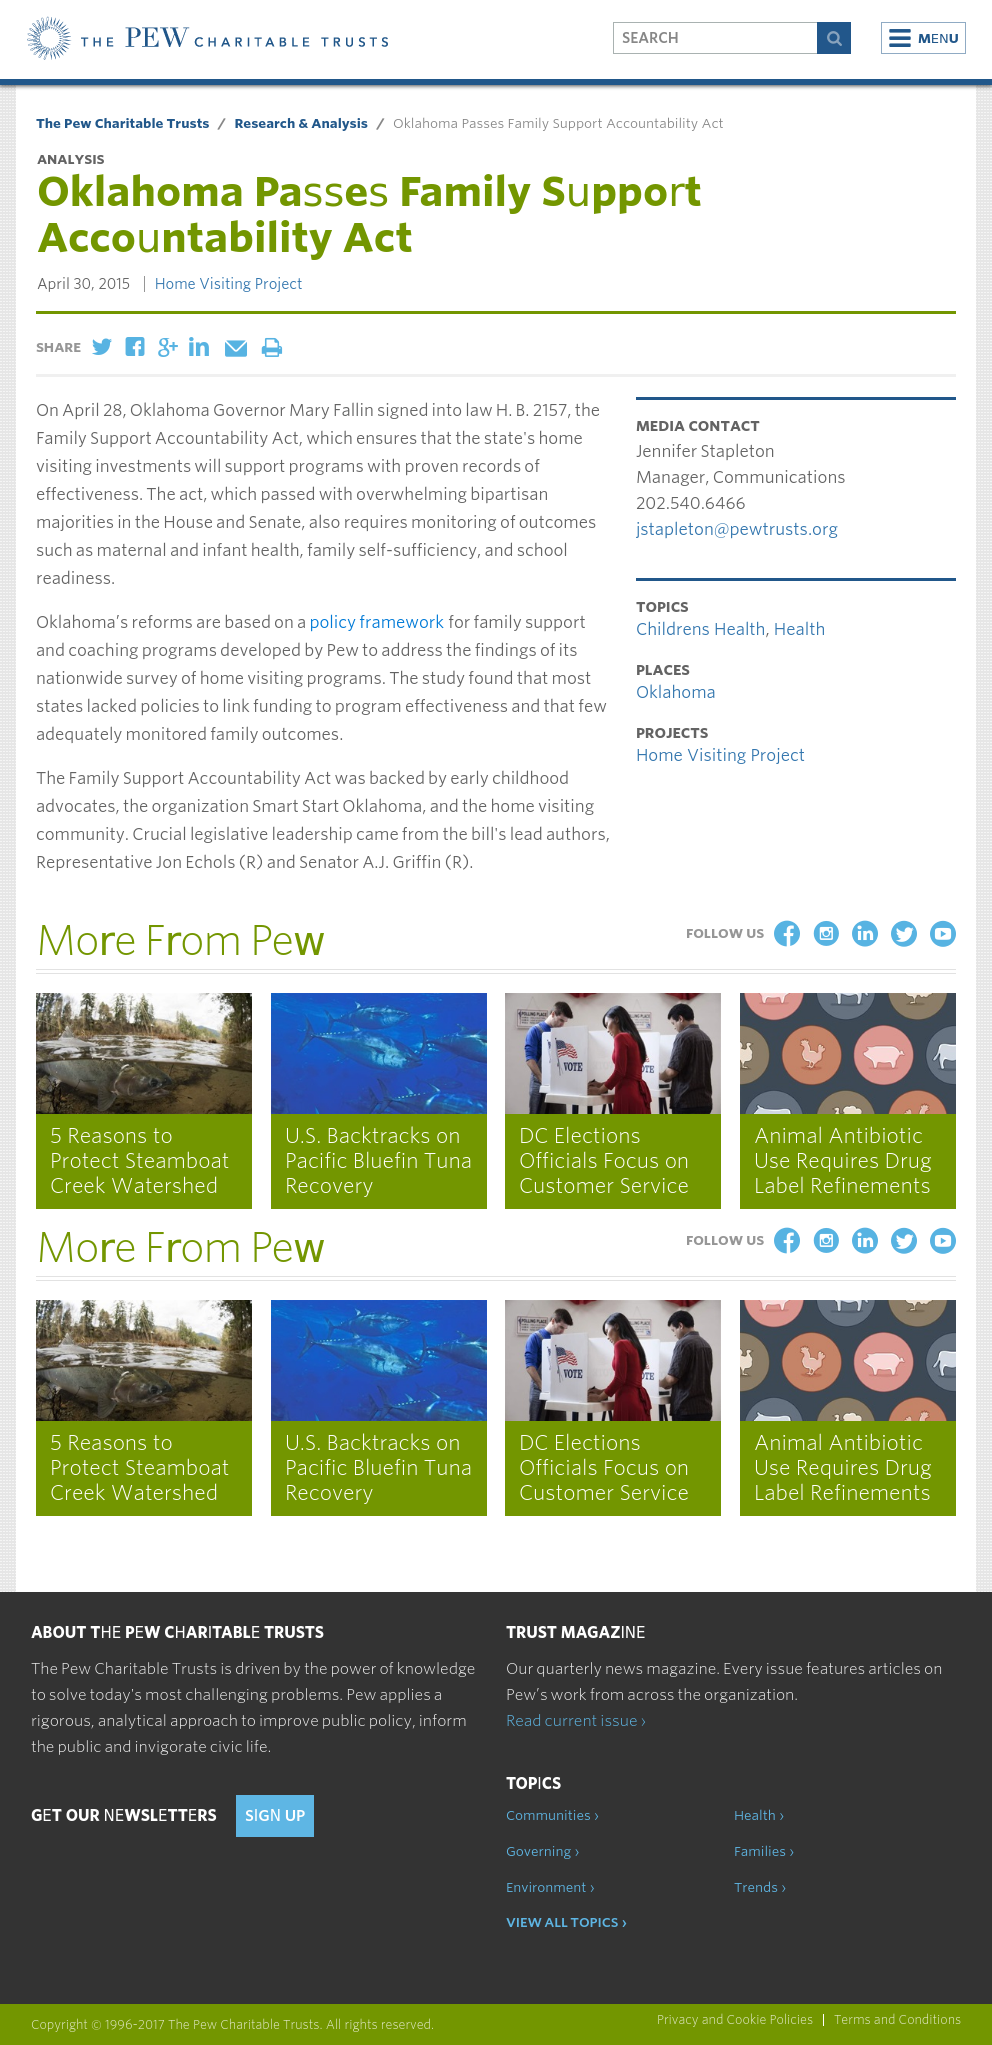 THE PEW CHARITABLE TRUSTS
SEARCH
MENU
The Pew Charitable Trusts / Research & Analysis / Oklahoma Passes Family Support Accountability Act
ANALYSIS
Oklahoma Passes Family Support
Accountability Act
April 30, 2015 | Home Visiting Project
SHARE
On April 28, Oklahoma Governor Mary Fallin signed into law H. B. 2157, the
Family Support Accountability Act, which ensures that the state's home
visiting investments will support programs with proven records of
effectiveness. The act, which passed with overwhelming bipartisan
majorities in the House and Senate, also requires monitoring of outcomes
such as maternal and infant health, family self-sufficiency, and school
readiness.
Oklahoma’s reforms are based on a policy framework for family support
and coaching programs developed by Pew to address the findings of its
nationwide survey of home visiting programs. The study found that most
states lacked policies to link funding to program effectiveness and that few
adequately monitored family outcomes.
The Family Support Accountability Act was backed by early childhood
advocates, the organization Smart Start Oklahoma, and the home visiting
community. Crucial legislative leadership came from the bill's lead authors,
Representative Jon Echols (R) and Senator A.J. Griffin (R).
MEDIA CONTACT
Jennifer Stapleton
Manager, Communications
202.540.6466
jstapleton@pewtrusts.org
TOPICS
Childrens Health, Health
PLACES
Oklahoma
PROJECTS
Home Visiting Project
More From Pew
FOLLOW US
POLLING PLACE
VOTE
VOTE
5 Reasons to
Protect Steamboat
Creek Watershed
U.S. Backtracks on
Pacific Bluefin Tuna
Recovery
DC Elections
Officials Focus on
Customer Service
Animal Antibiotic
Use Requires Drug
Label Refinements
More From Pew
FOLLOW US
POLLING PLACE
VOTE
VOTE
5 Reasons to
Protect Steamboat
Creek Watershed
U.S. Backtracks on
Pacific Bluefin Tuna
Recovery
DC Elections
Officials Focus on
Customer Service
Animal Antibiotic
Use Requires Drug
Label Refinements
ABOUT THE PEW CHARITABLE TRUSTS
The Pew Charitable Trusts is driven by the power of knowledge
to solve today's most challenging problems. Pew applies a
rigorous, analytical approach to improve public policy, inform
the public and invigorate civic life.
GET OUR NEWSLETTERS
SIGN UP
TRUST MAGAZINE
Our quarterly news magazine. Every issue features articles on
Pew’s work from across the organization.
Read current issue ›
TOPICS
Communities ›
Health ›
Governing ›
Families ›
Environment ›
Trends ›
VIEW ALL TOPICS ›
Copyright © 1996-2017 The Pew Charitable Trusts. All rights reserved.
Privacy and Cookie Policies | Terms and Conditions